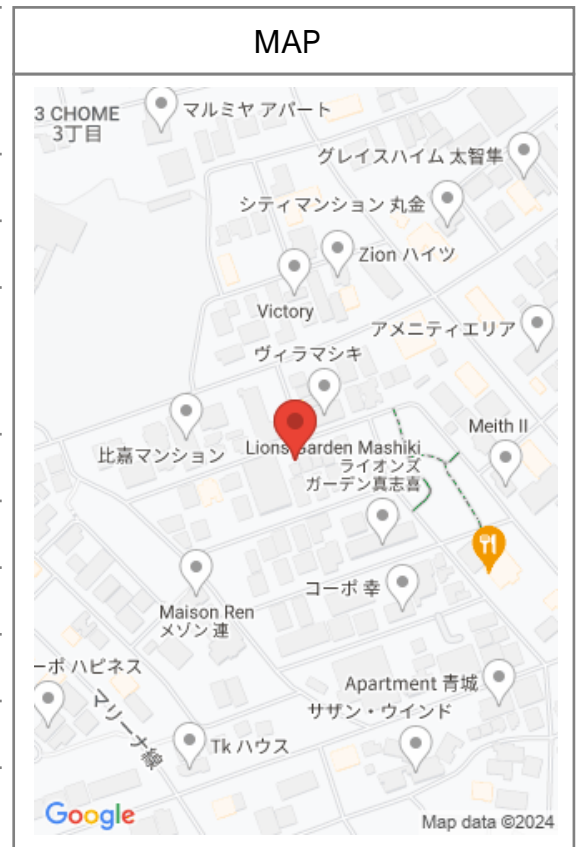 MAP
3 CHOME
3丁目
マルミヤ アパート
グレイスハイム 太智隼
シティマンション 丸金
Zion ハイツ
Victory
アメニティエリア
ヴィラマシキ
Meith II
比嘉マンション
Lions Garden Mashiki
ライオンズ
ガーデン真志喜
コーポ 幸
Maison Ren
メゾン 連
ーポ ハピネス
Apartment 青城
サザン・ウインド
マリーナ線
Tk ハウス
Google
Map data ©2024